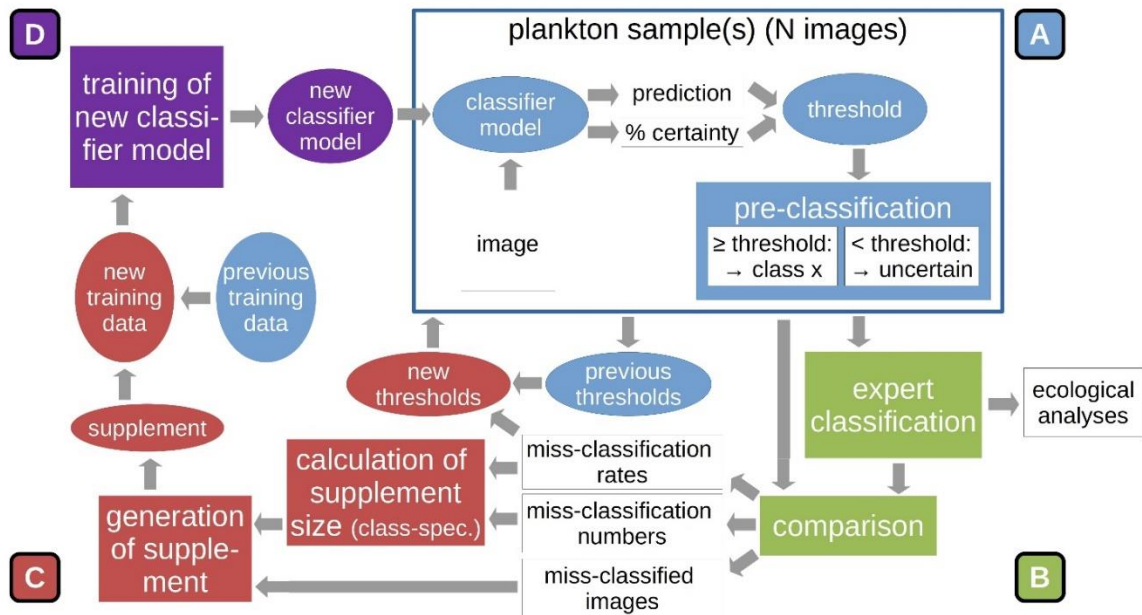 D
plankton sample(s) (N images)
A
training of
new classi-
fier model
new
classifier
model
classifier
model
prediction
% certainty
threshold
image
pre-classification
≥ threshold:
→ class x
< threshold:
→ uncertain
new
training
data
previous
training
data
new
thresholds
previous
thresholds
expert
classification
ecological
analyses
supplement
calculation of
supplement
size (class-spec.)
miss-classification
rates
miss-classification
numbers
comparison
generation
of supple-
ment
miss-classified
images
C
B